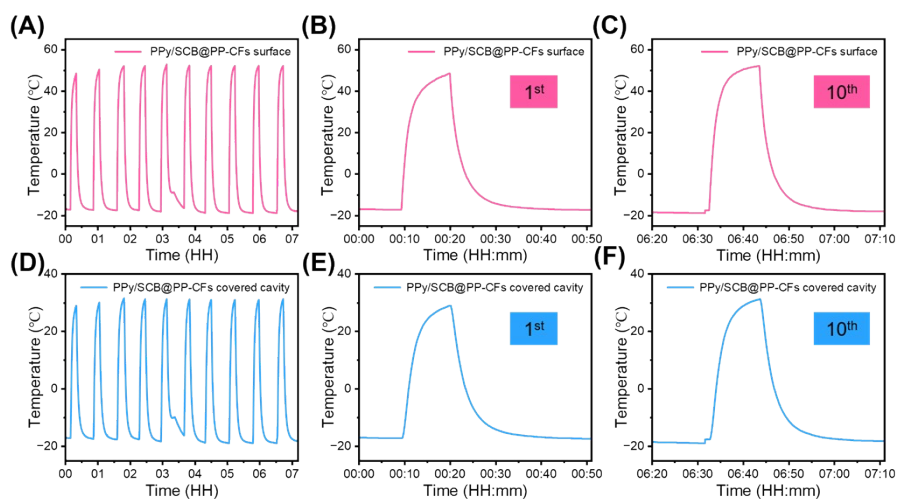 (A)
PPy/SCB@PP-CFs surface
Temperature (℃)
60
40
20
0
−20
00 01 02 03 04 05 06 07
Time (HH)
(B)
PPy/SCB@PP-CFs surface
1st
Temperature (℃)
60
40
20
0
−20
00:00 00:10 00:20 00:30 00:40 00:50
Time (HH:mm)
(C)
PPy/SCB@PP-CFs surface
10th
Temperature (℃)
60
40
20
0
−20
06:20 06:30 06:40 06:50 07:00 07:10
Time (HH:mm)
(D)
PPy/SCB@PP-CFs covered cavity
Temperature (℃)
40
20
0
−20
00 01 02 03 04 05 06 07
Time (HH)
(E)
PPy/SCB@PP-CFs covered cavity
1st
Temperature (℃)
40
20
0
−20
00:00 00:10 00:20 00:30 00:40 00:50
Time (HH:mm)
(F)
PPy/SCB@PP-CFs covered cavity
10th
Temperature (℃)
40
20
0
−20
06:20 06:30 06:40 06:50 07:00 07:10
Time (HH:mm)